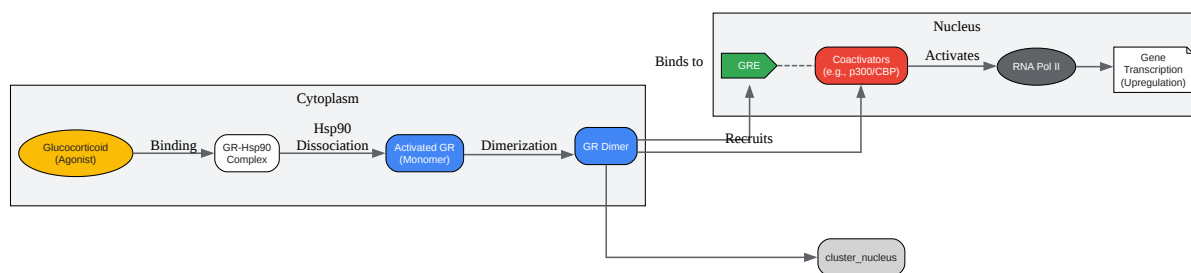 Nucleus
Binds to
GRE
Coactivators
(e.g., p300/CBP)
Activates
RNA Pol II
Gene
Transcription
(Upregulation)
Cytoplasm
Glucocorticoid
(Agonist)
Binding
GR-Hsp90
Complex
Hsp90
Dissociation
Activated GR
(Monomer)
Dimerization
GR Dimer
Recruits
cluster_nucleus